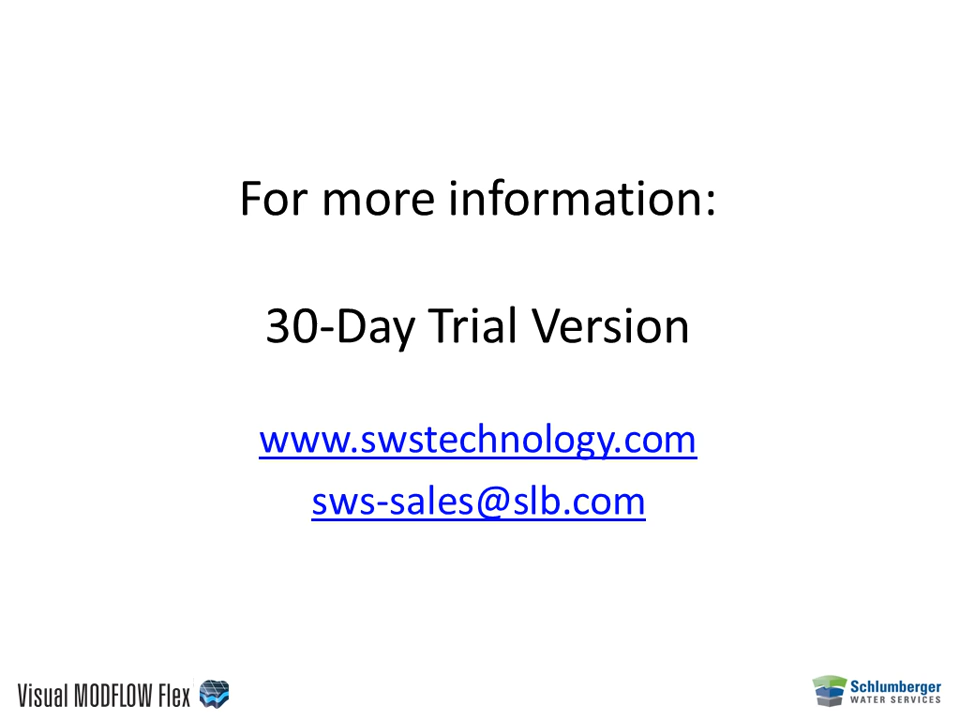 For more information:
30-Day Trial Version
www.swstechnology.com
sws-sales@slb.com
Visual MODFLOW Flex
Schlumberger
WATER SERVICES